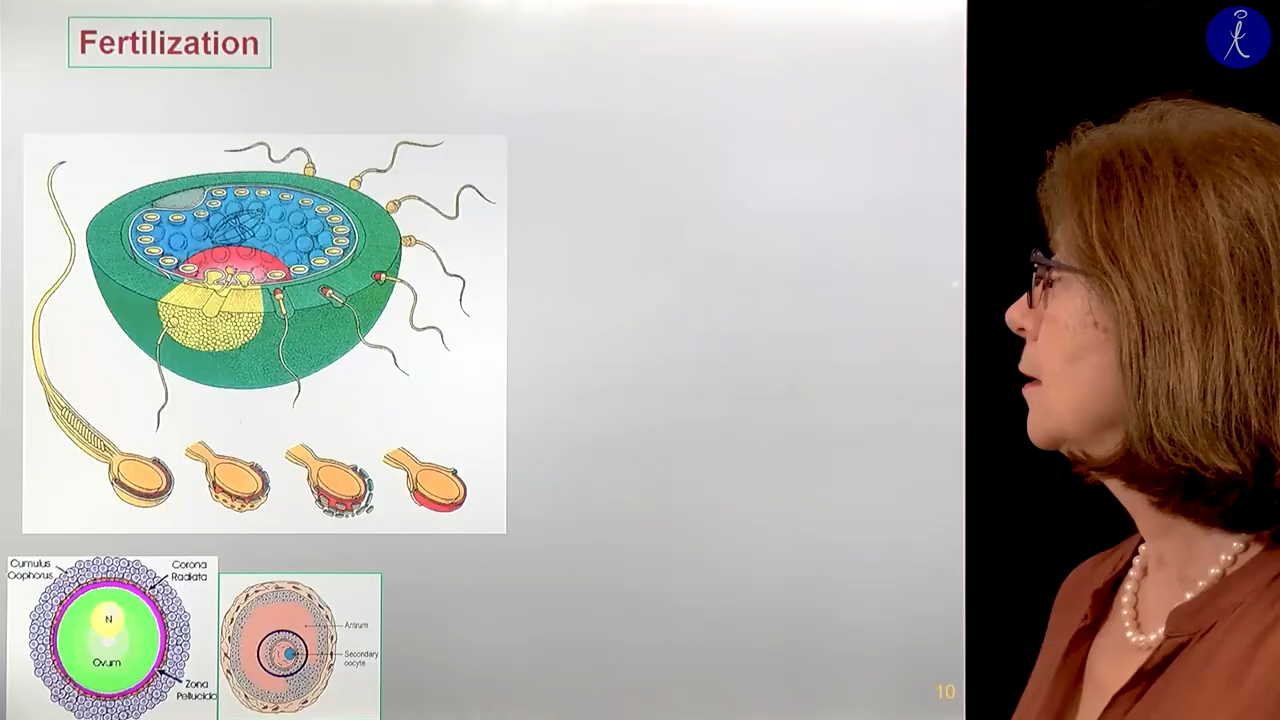 Fertilization
Cumulus
Oophorus
Corona
Radiata
N
Ovum
Zona
Pellucida
Antrum
Secondary
oocyte
10